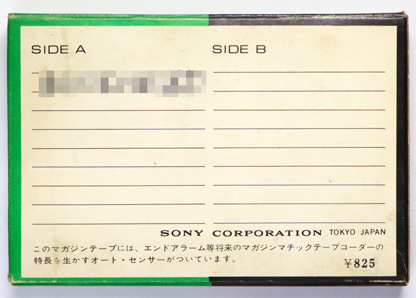 SIDE A SIDE B
SONY CORPORATION TOKYO JAPAN
このマガジンテープには、エンドアラーム等将来のマガジンマチックテープコーダーの
特長を生かすオート・センサーがついています。 ¥825